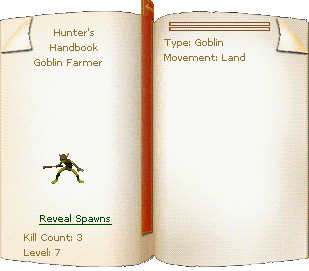 Hunter's
Handbook
Goblin Farmer
Reveal Spawns
Kill Count: 3
Level: 7
Type: Goblin
Movement: Land